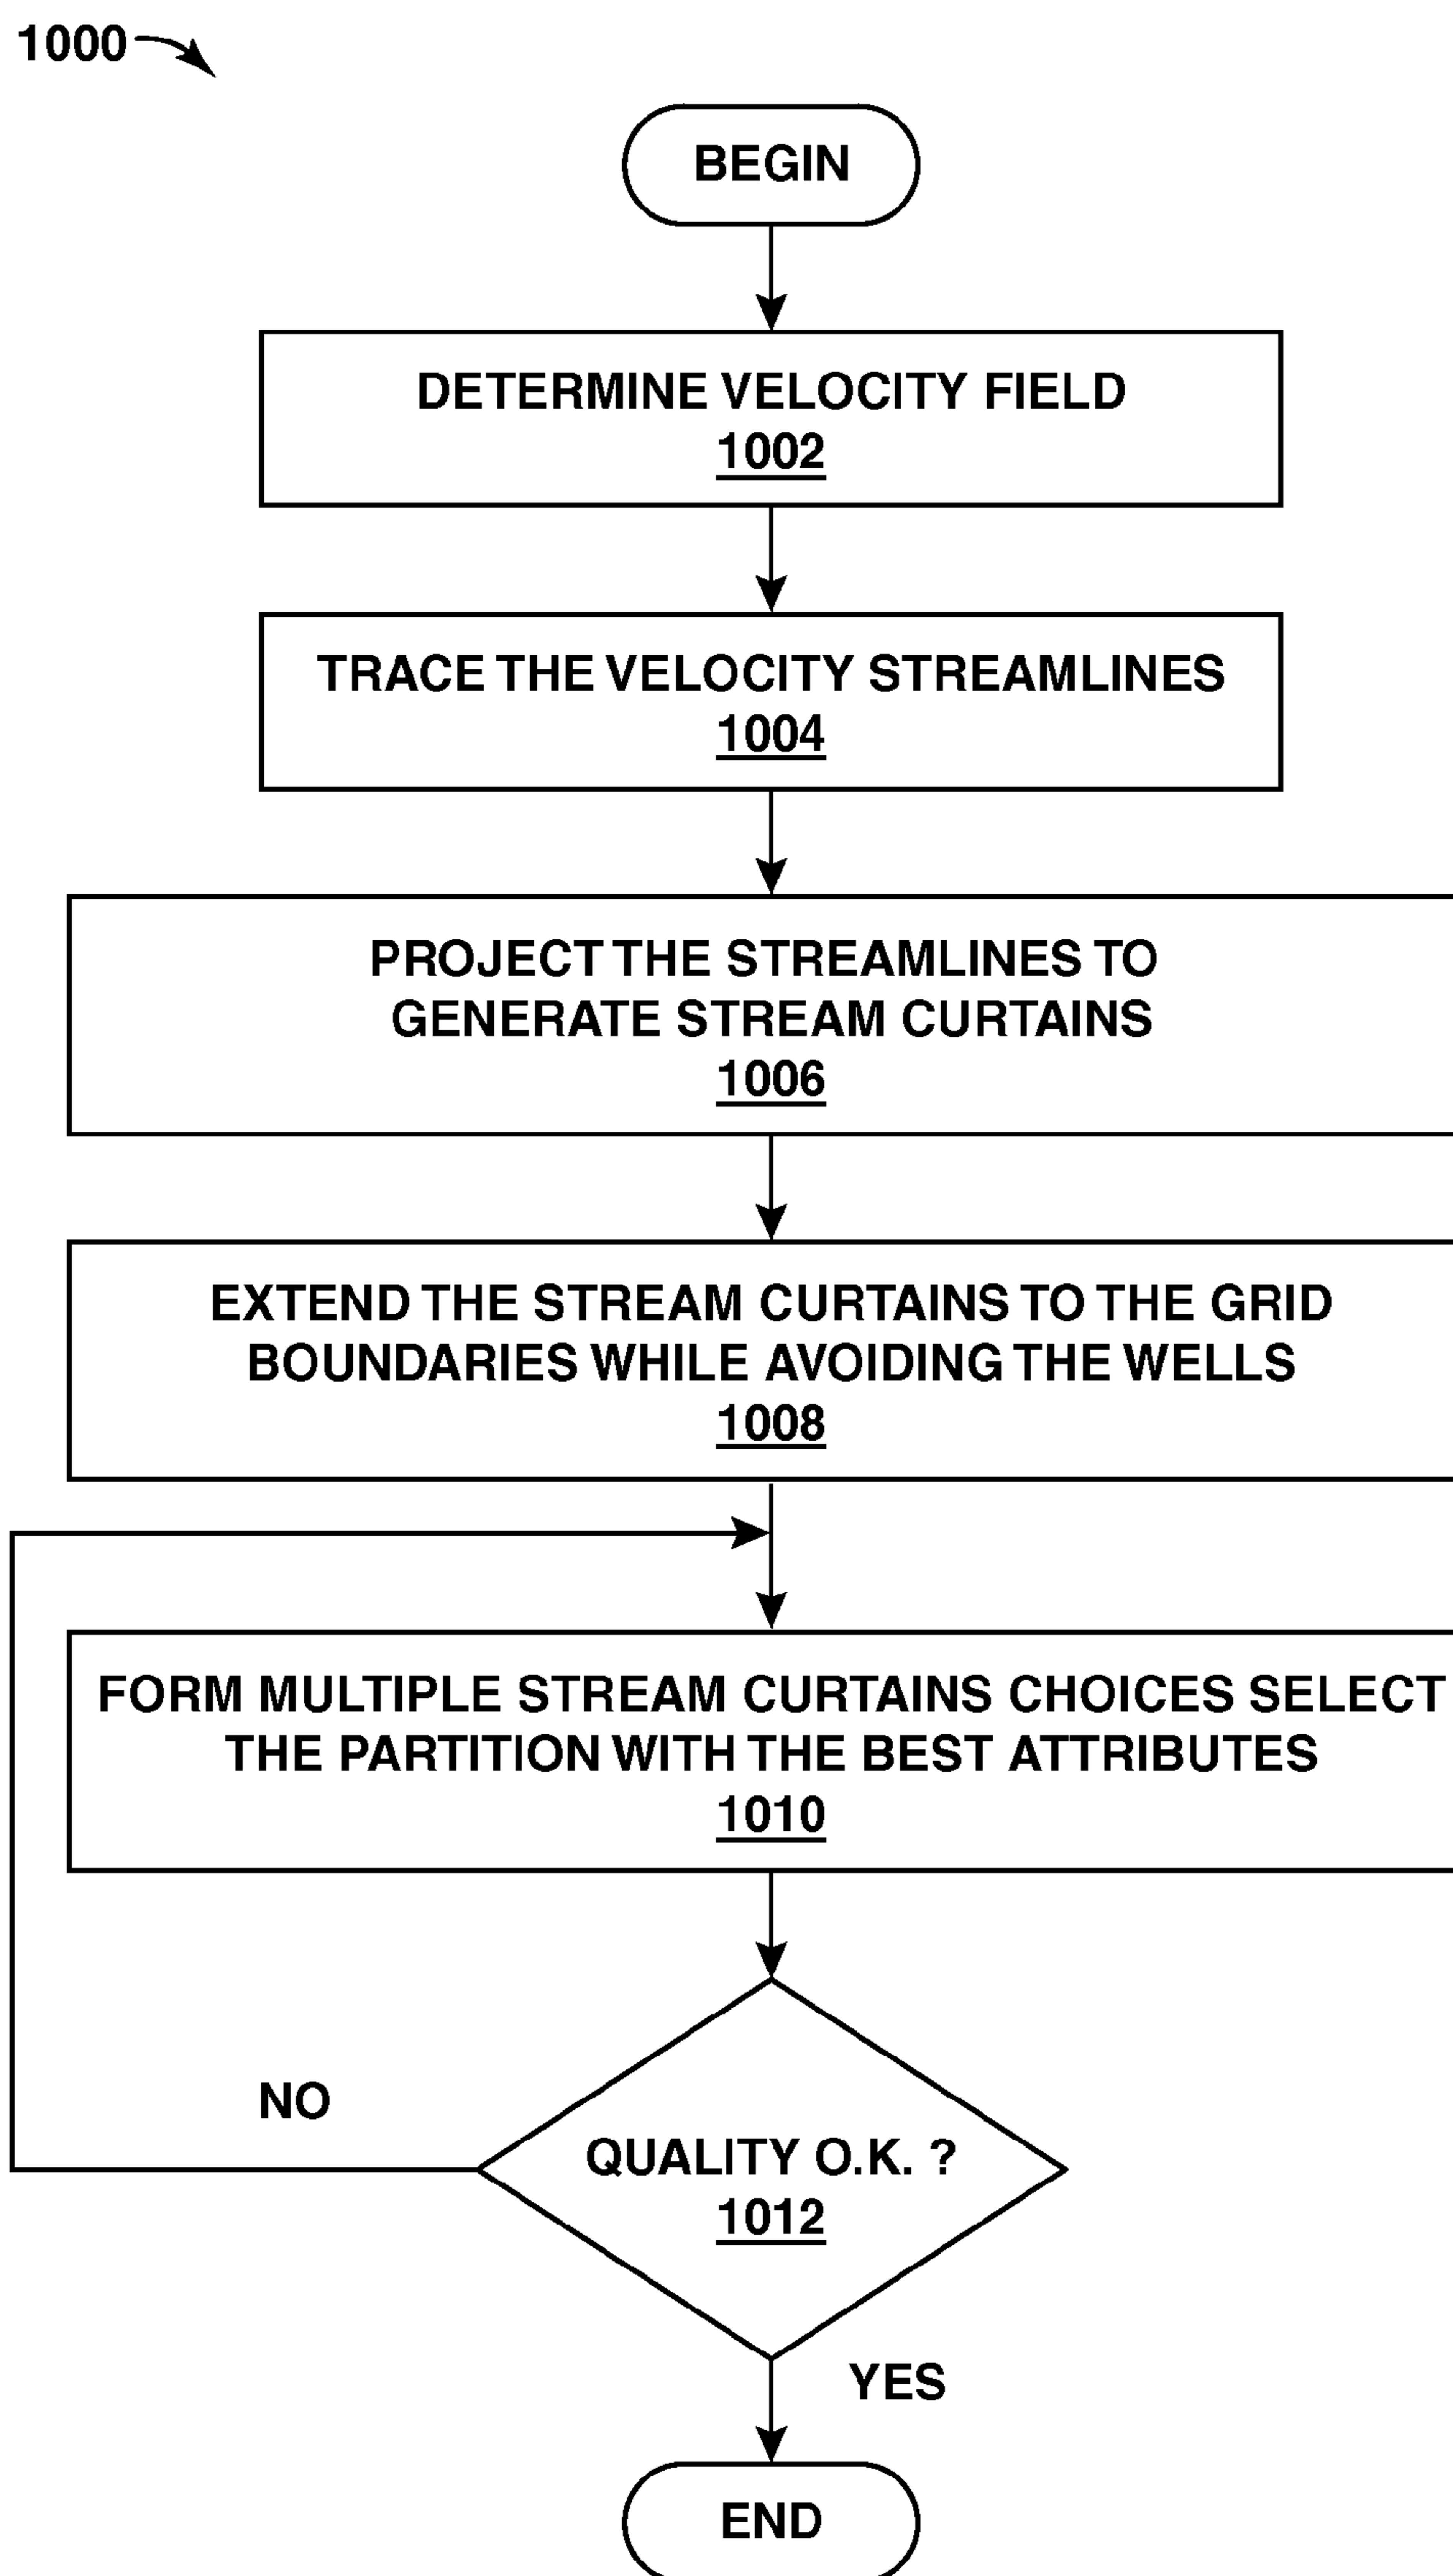 1000
BEGIN
DETERMINE VELOCITY FIELD
1002
TRACE THE VELOCITY STREAMLINES
1004
PROJECT THE STREAMLINES TO
GENERATE STREAM CURTAINS
1006
EXTEND THE STREAM CURTAINS TO THE GRID
BOUNDARIES WHILE AVOIDING THE WELLS
1008
FORM MULTIPLE STREAM CURTAINS CHOICES SELECT
THE PARTITION WITH THE BEST ATTRIBUTES
1010
NO
QUALITY O.K. ?
1012
YES
END